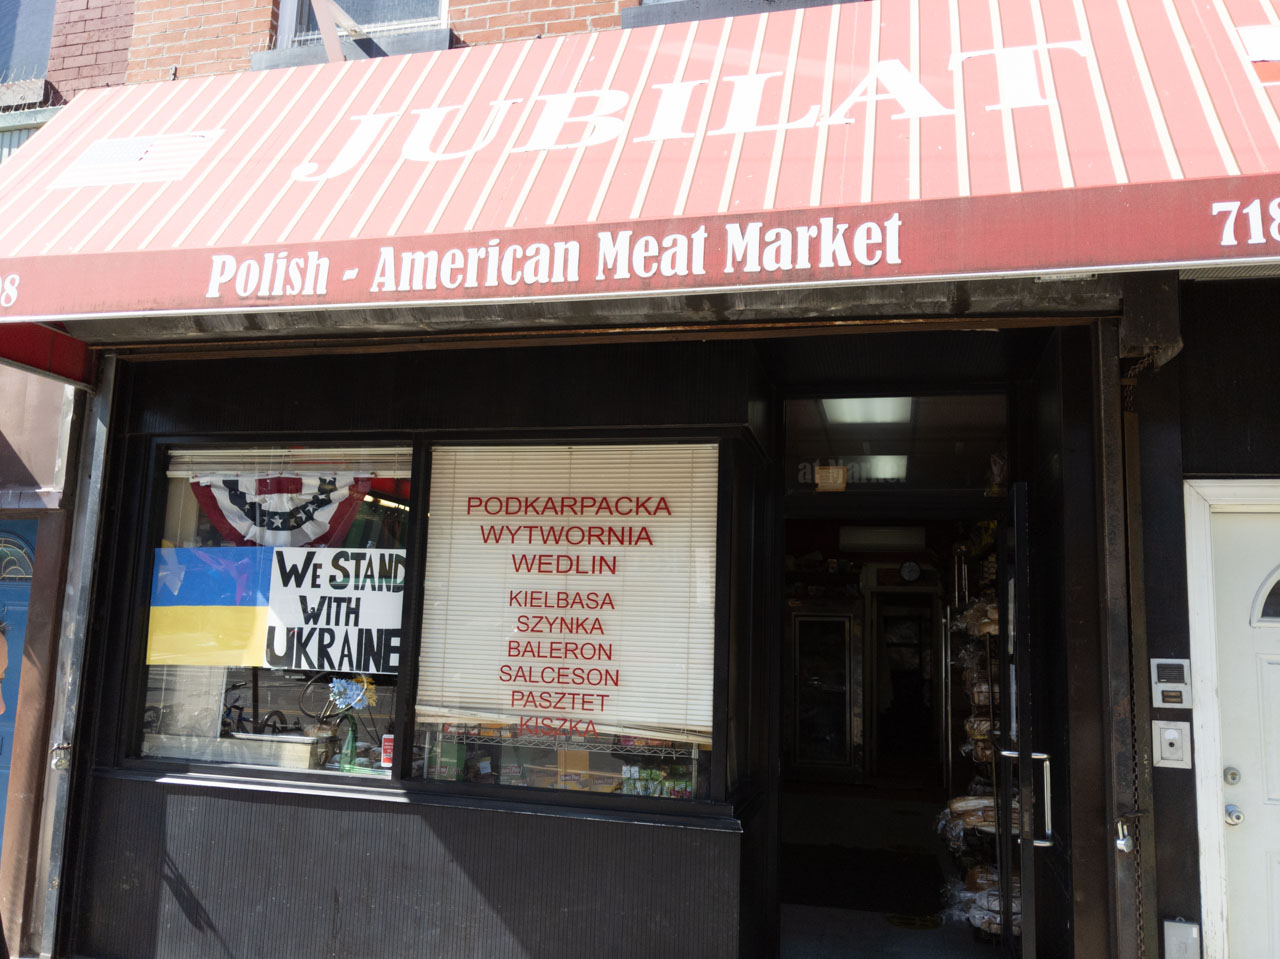 JUBILAT
Polish - American Meat Market
718
WE STAND
WITH
UKRAINE
PODKARPACKA
WYTWORNIA
WEDLIN
KIELBASA
SZYNKA
BALERON
SALCESON
PASZTET
KISZKA